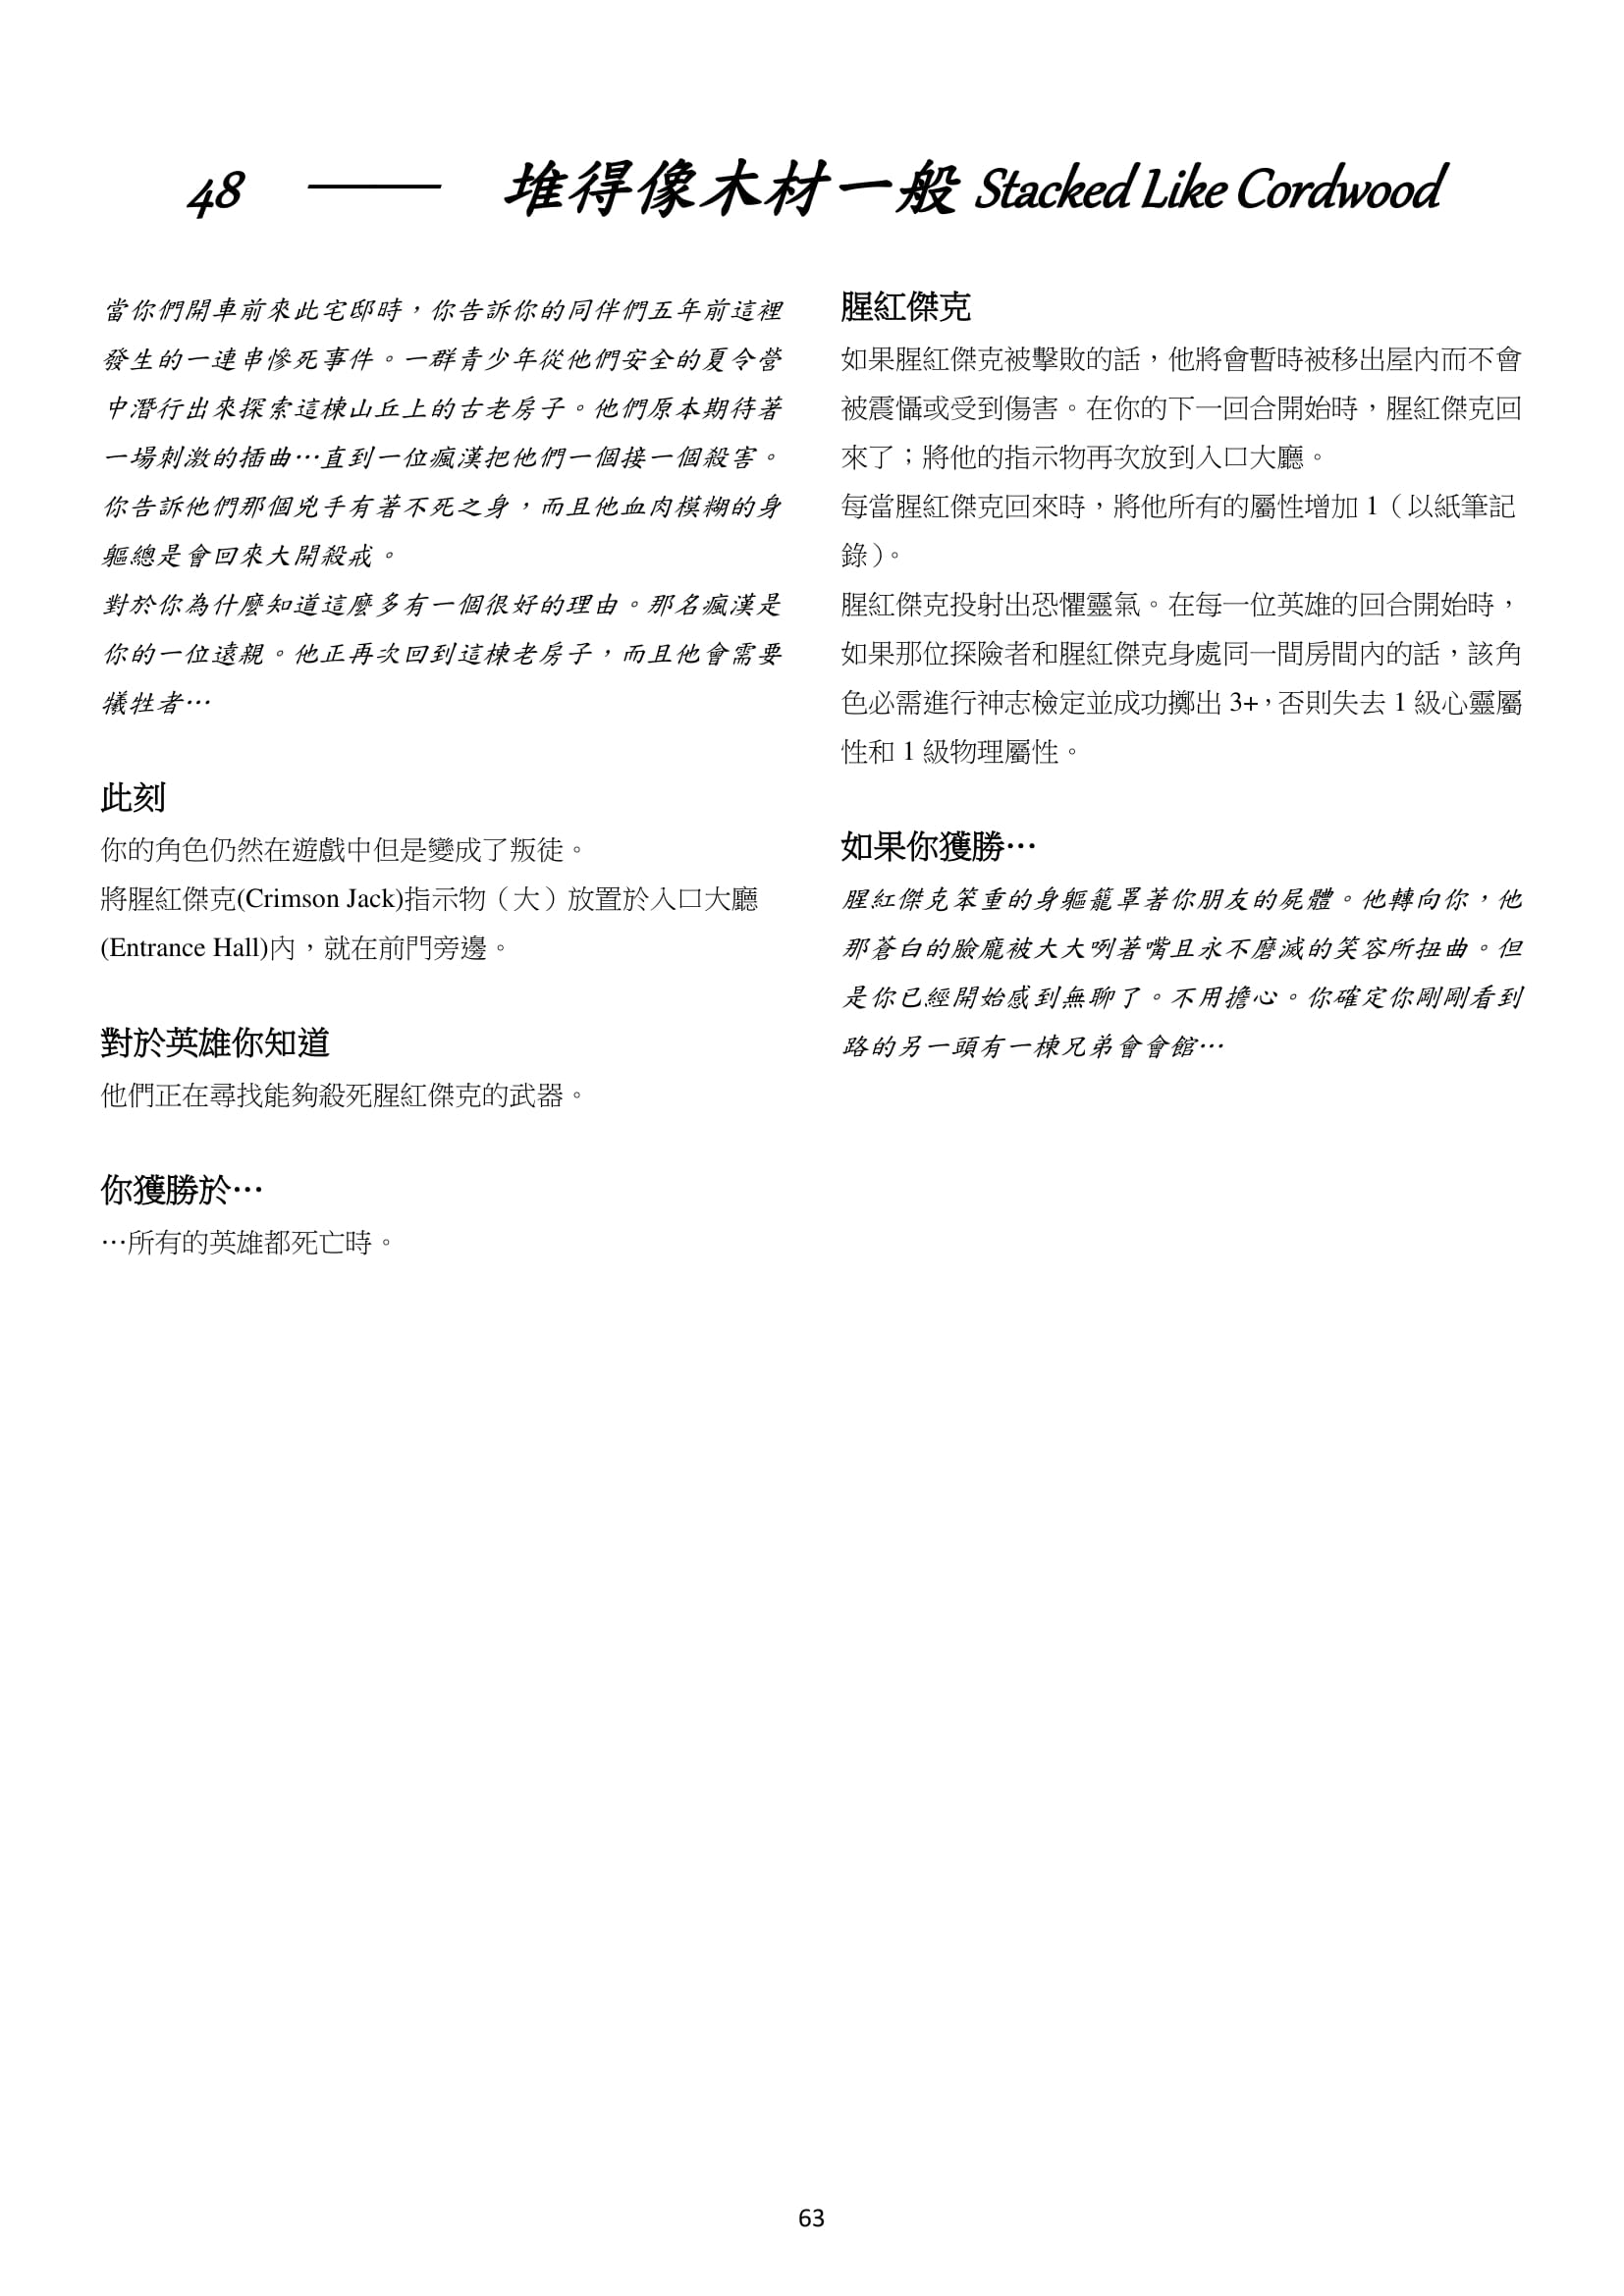 48 —— 堆得像木材一般 Stacked Like Cordwood
當你們開車前來此宅邸時，你告訴你的同伴們五年前這裡
發生的一連串慘死事件。一群青少年從他們安全的夏令營
中潛行出來探索這棟山丘上的古老房子。他們原本期待著
一場刺激的插曲…直到一位瘋漢把他們一個接一個殺害。
你告訴他們那個兇手有著不死之身，而且他血肉模糊的身
軀總是會回來大開殺戒。
對於你為什麼知道這麼多有一個很好的理由。那名瘋漢是
你的一位遠親。他正再次回到這棟老房子，而且他會需要
犧牲者…
此刻
你的角色仍然在遊戲中但是變成了叛徒。
將腥紅傑克(Crimson Jack)指示物（大）放置於入口大廳
(Entrance Hall)內，就在前門旁邊。
對於英雄你知道
他們正在尋找能夠殺死腥紅傑克的武器。
你獲勝於…
…所有的英雄都死亡時。
腥紅傑克
如果腥紅傑克被擊敗的話，他將會暫時被移出屋內而不會
被震懾或受到傷害。在你的下一回合開始時，腥紅傑克回
來了；將他的指示物再次放到入口大廳。
每當腥紅傑克回來時，將他所有的屬性增加 1（以紙筆記
錄）。
腥紅傑克投射出恐懼靈氣。在每一位英雄的回合開始時，
如果那位探險者和腥紅傑克身處同一間房間內的話，該角
色必需進行神志檢定並成功擲出 3+，否則失去 1 級心靈屬
性和 1 級物理屬性。
如果你獲勝…
腥紅傑克笨重的身軀籠罩著你朋友的屍體。他轉向你，他
那蒼白的臉龐被大大咧著嘴且永不磨滅的笑容所扭曲。但
是你已經開始感到無聊了。不用擔心。你確定你剛剛看到
路的另一頭有一棟兄弟會會館…
63